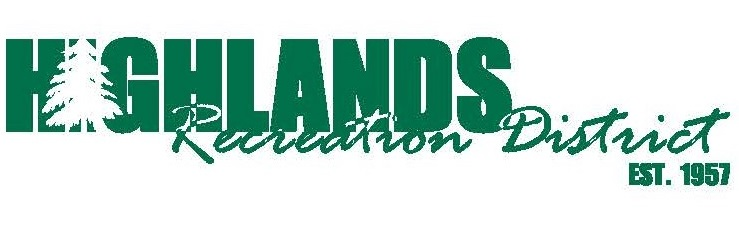 HIGHLANDS
Recreation District
EST. 1957